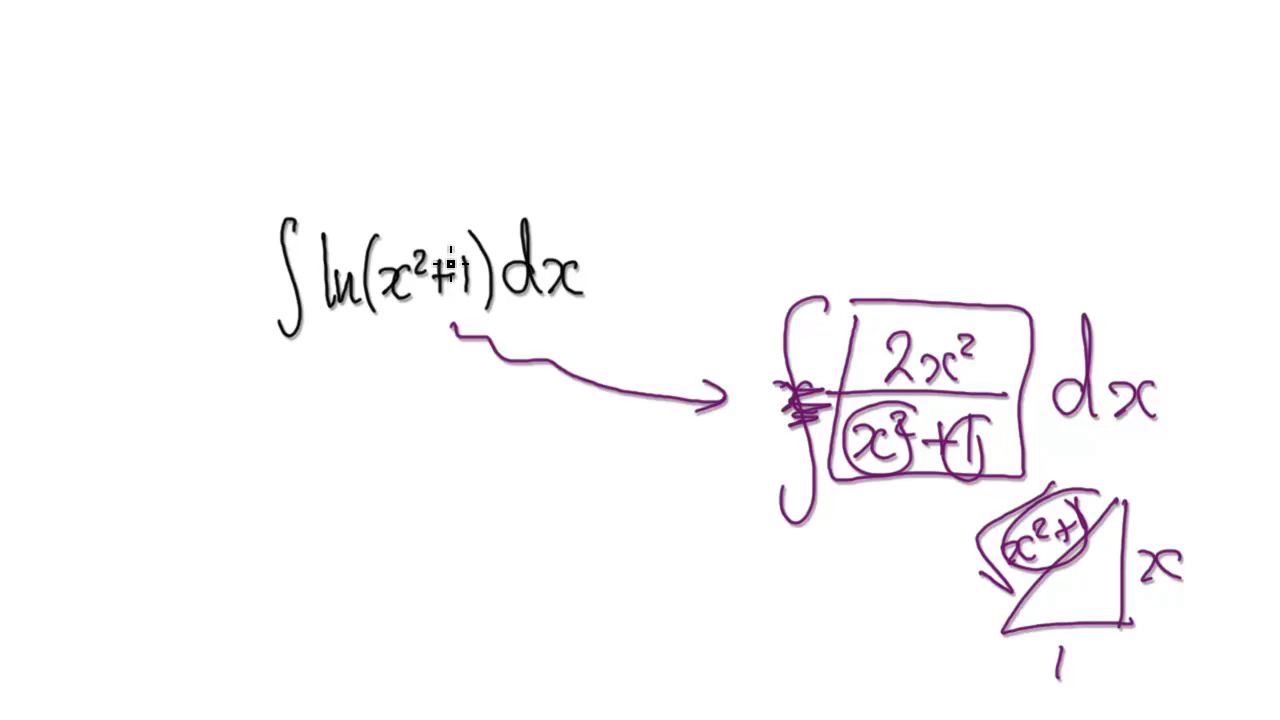 ∫ ln(x²+1) dx
∫ 2x²/(x²+1) dx
√(x²+1)
x
1